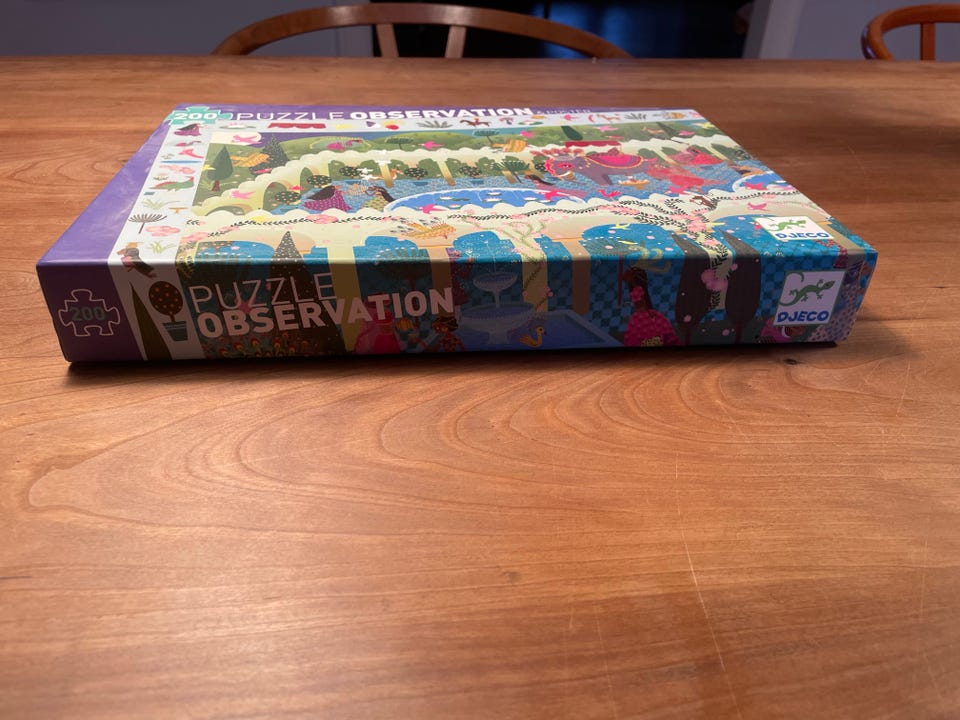 200 PUZZLE OBSERVATION
DJECO
200
PUZZLE
OBSERVATION
DJECO